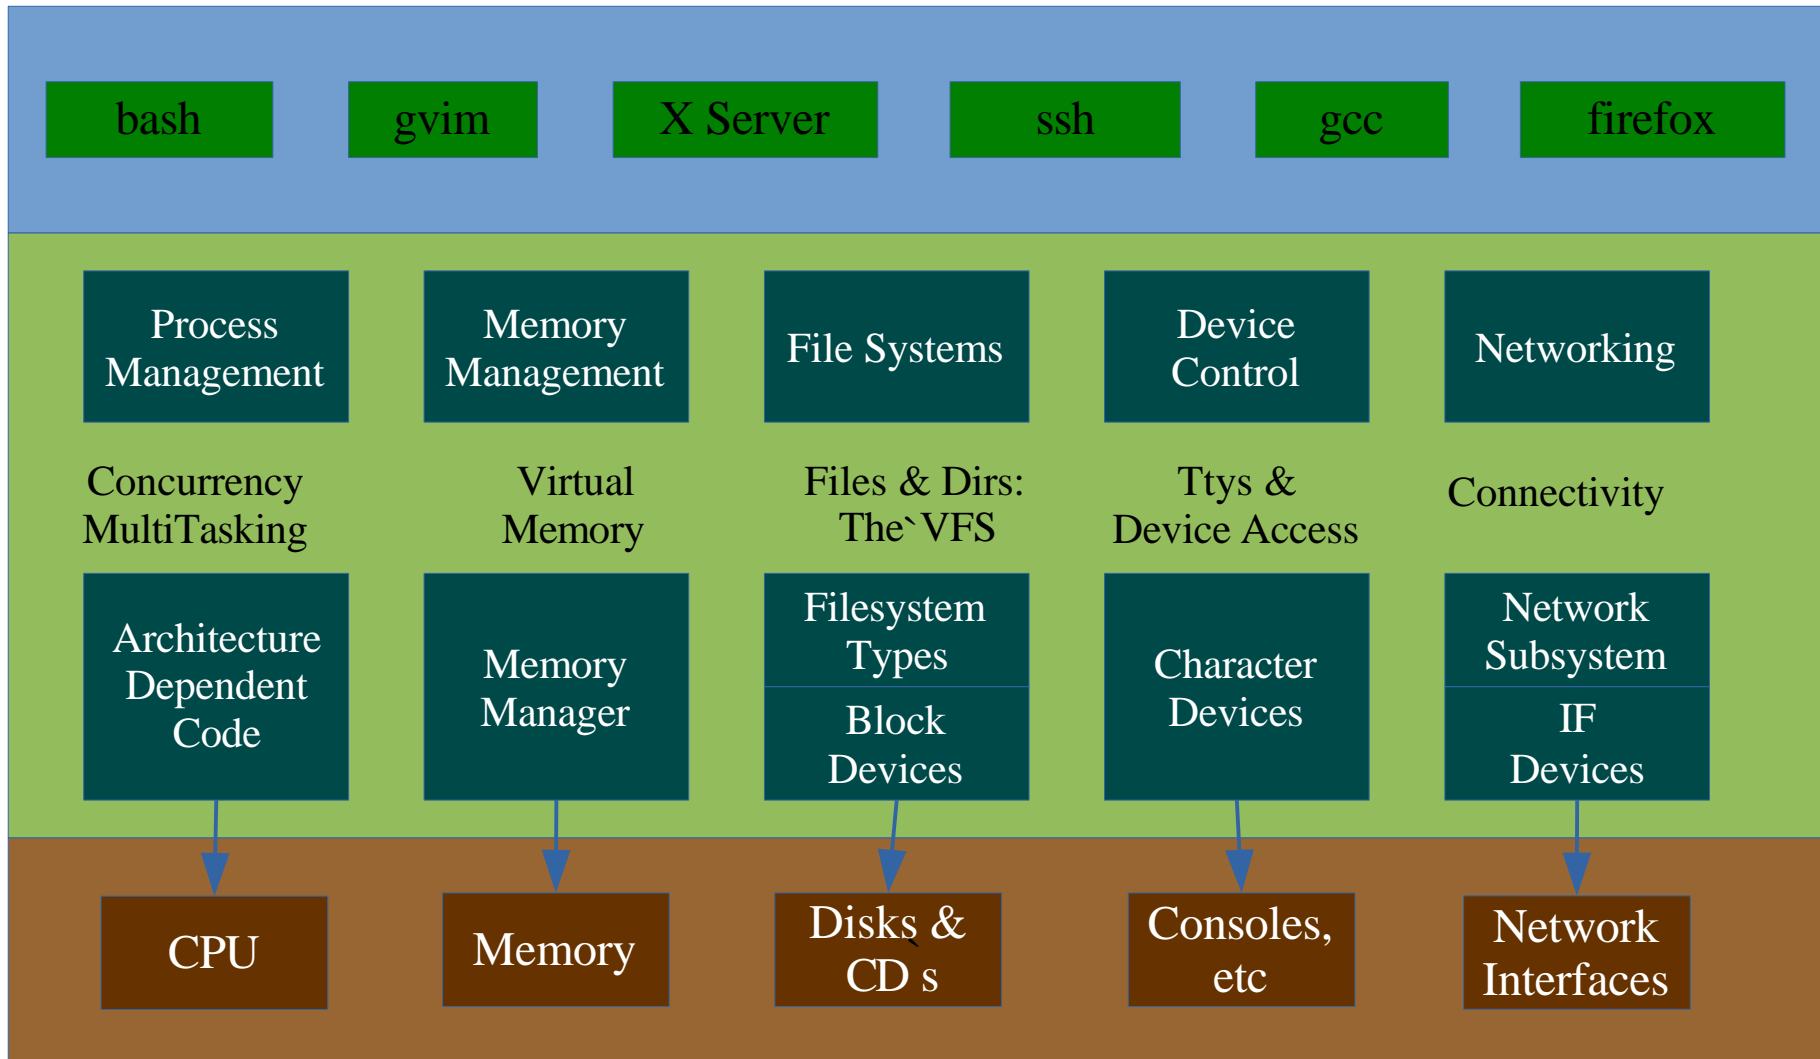 bash
gvim
X Server
ssh
gcc
firefox
Process
Management
Memory
Management
File Systems
Device
Control
Networking
Concurrency
MultiTasking
Virtual
Memory
Files & Dirs:
The`VFS
Ttys &
Device Access
Connectivity
Architecture
Dependent
Code
Memory
Manager
Filesystem
Types
Block
Devices
Character
Devices
Network
Subsystem
IF
Devices
CPU
Memory
Disks &
CD`s
Consoles,
etc
Network
Interfaces